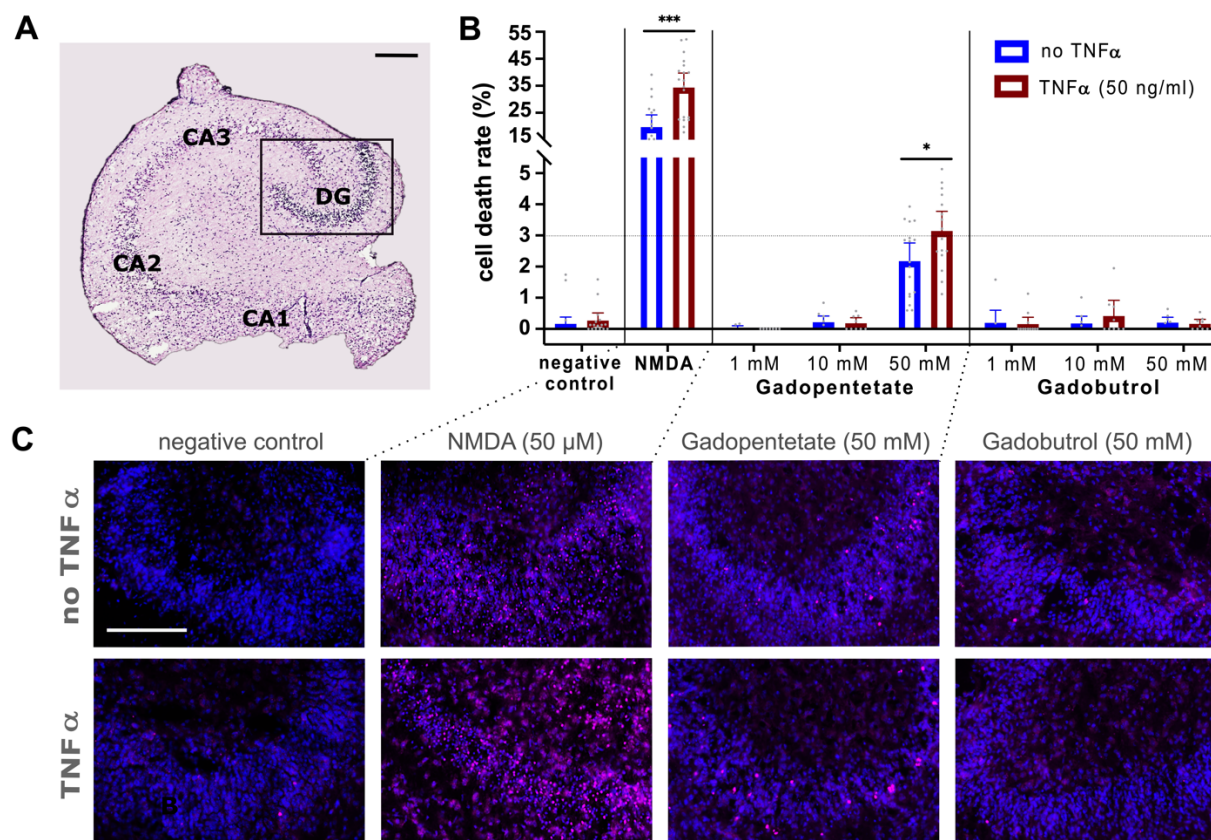 A
CA3
DG
CA2
CA1
B
***
*
no TNFα
TNFα (50 ng/ml)
cell death rate (%)
55
45
35
25
15
5
4
3
2
1
0
negative
control
NMDA
1 mM 10 mM 50 mM
Gadopentetate
1 mM 10 mM 50 mM
Gadobutrol
C
negative control NMDA (50 µM) Gadopentetate (50 mM) Gadobutrol (50 mM)
no TNFα
TNFα
B